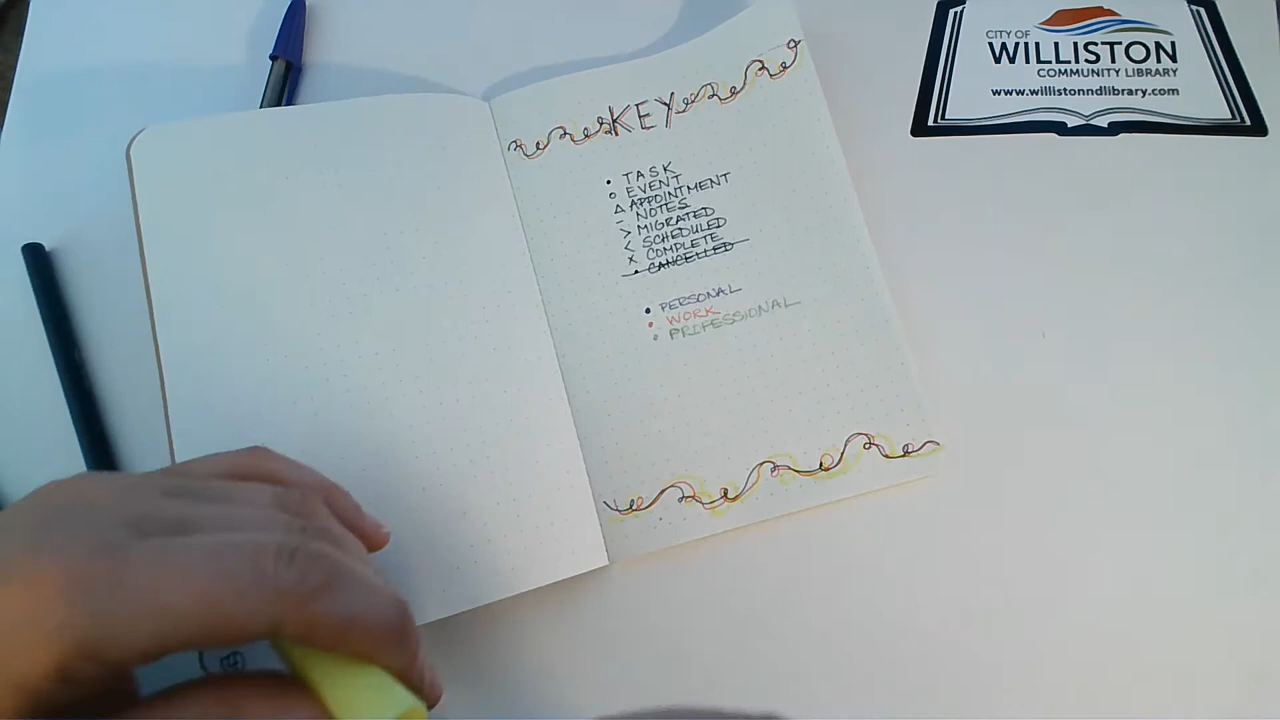 CITY OF
WILLISTON
COMMUNITY LIBRARY
www.willistonndlibrary.com
KEY
• TASK
○ EVENT
△ APPOINTMENT
– NOTES
> MIGRATED
< SCHEDULED
x COMPLETE
• CANCELLED
• PERSONAL
• WORK
• PROFESSIONAL